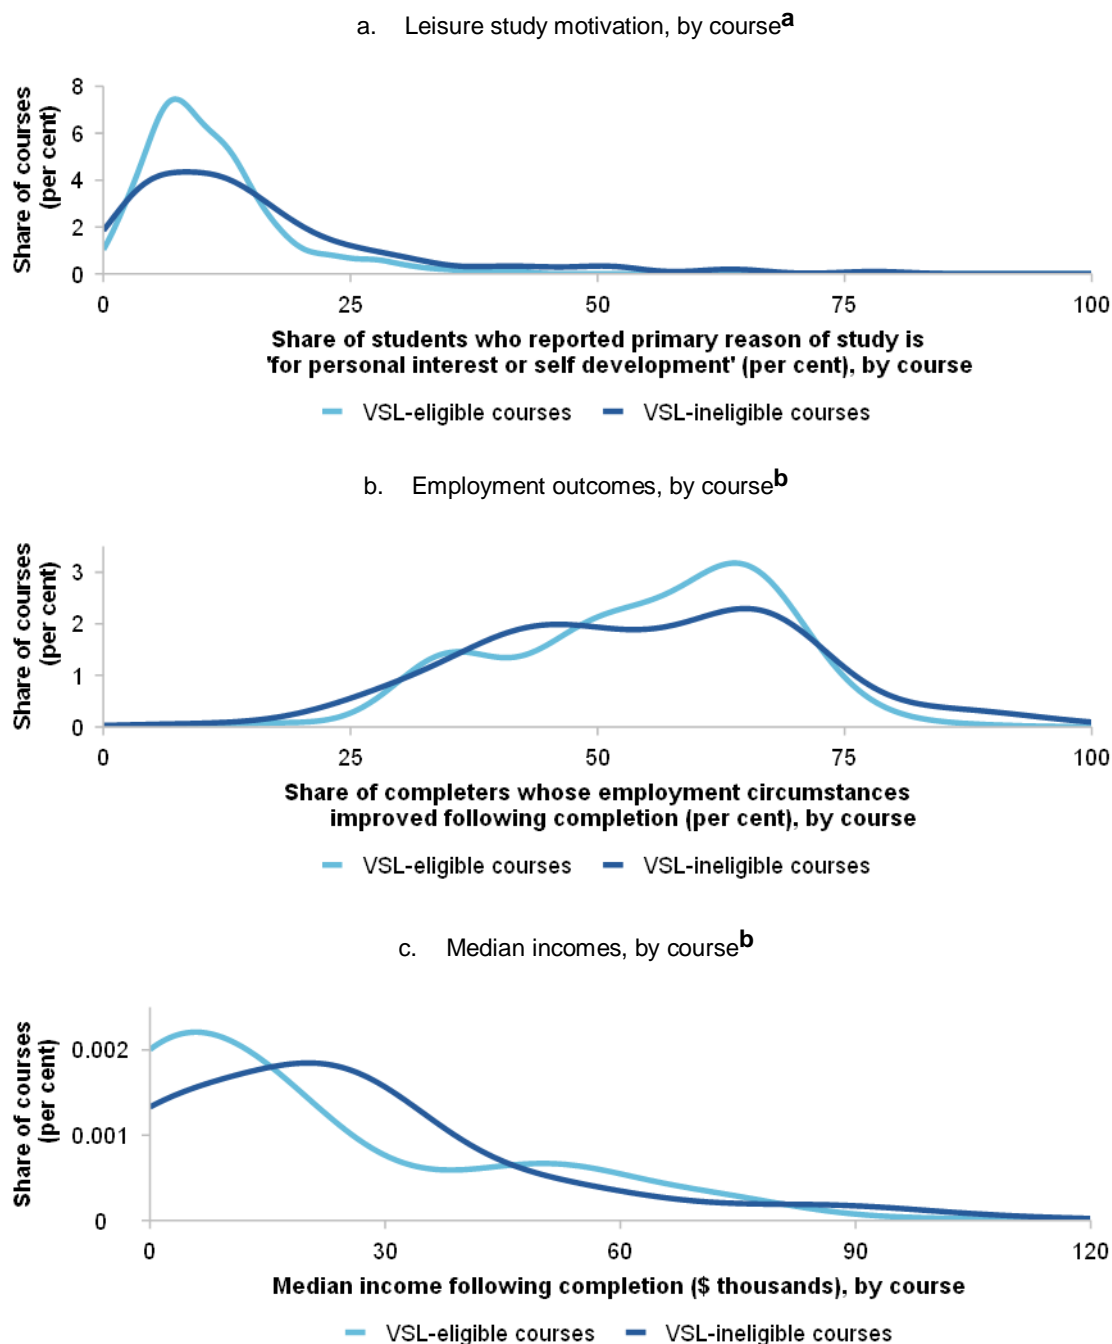 a. Leisure study motivation, by courseᵃ
8
6
4
2
0
Share of courses
(per cent)
0 25 50 75 100
Share of students who reported primary reason of study is
'for personal interest or self development' (per cent), by course
VSL-eligible courses VSL-ineligible courses
b. Employment outcomes, by courseᵇ
3
2
1
0
Share of courses
(per cent)
0 25 50 75 100
Share of completers whose employment circumstances
improved following completion (per cent), by course
VSL-eligible courses VSL-ineligible courses
c. Median incomes, by courseᵇ
0.002
0.001
0
Share of courses
(per cent)
0 30 60 90 120
Median income following completion ($ thousands), by course
VSL-eligible courses VSL-ineligible courses